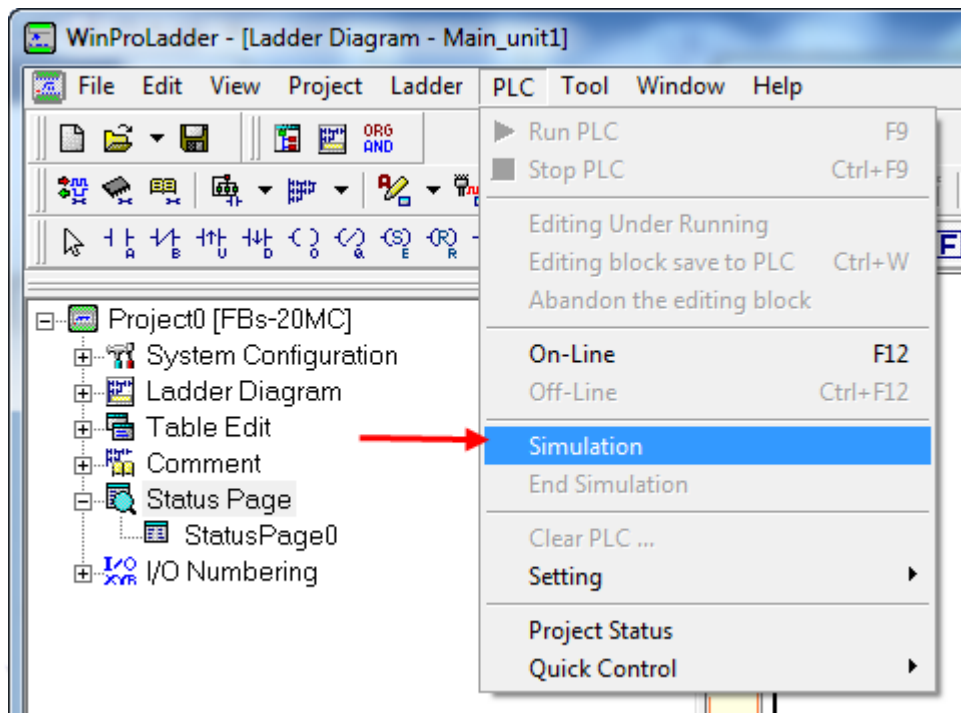 WinProLadder - [Ladder Diagram - Main_unit1]
File Edit View Project Ladder PLC Tool Window Help
ORG
AND
A B U D O Q E R
Run PLC F9
Stop PLC Ctrl+F9
Editing Under Running
Editing block save to PLC Ctrl+W
Abandon the editing block
On-Line F12
Off-Line Ctrl+F12
Simulation
End Simulation
Clear PLC ...
Setting
Project Status
Quick Control
Project0 [FBs-20MC]
System Configuration
Ladder Diagram
Table Edit
Comment
Status Page
StatusPage0
I/O Numbering